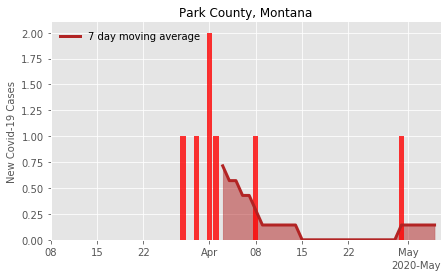 Park County, Montana
7 day moving average
New Covid-19 Cases
2.00
1.75
1.50
1.25
1.00
0.75
0.50
0.25
0.00
08 15 22 Apr 08 15 22 May
2020-May